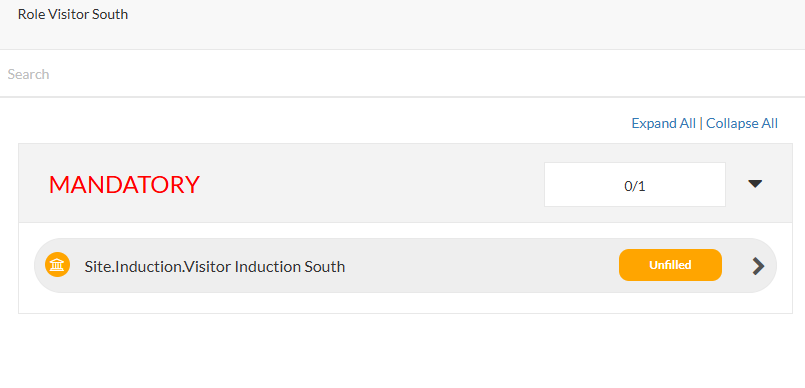 Role Visitor South
Search
Expand All | Collapse All
MANDATORY
0/1
Site.Induction.Visitor Induction South
Unfilled